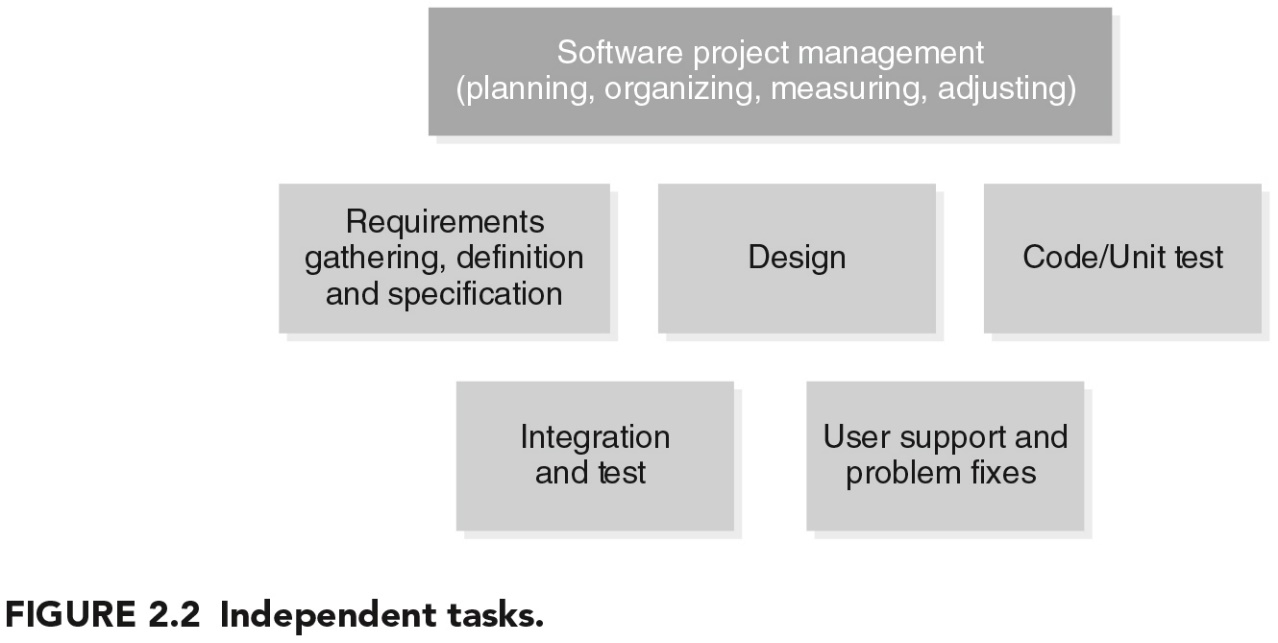 Software project management
(planning, organizing, measuring, adjusting)
Requirements
gathering, definition
and specification
Design
Code/Unit test
Integration
and test
User support and
problem fixes
FIGURE 2.2 Independent tasks.